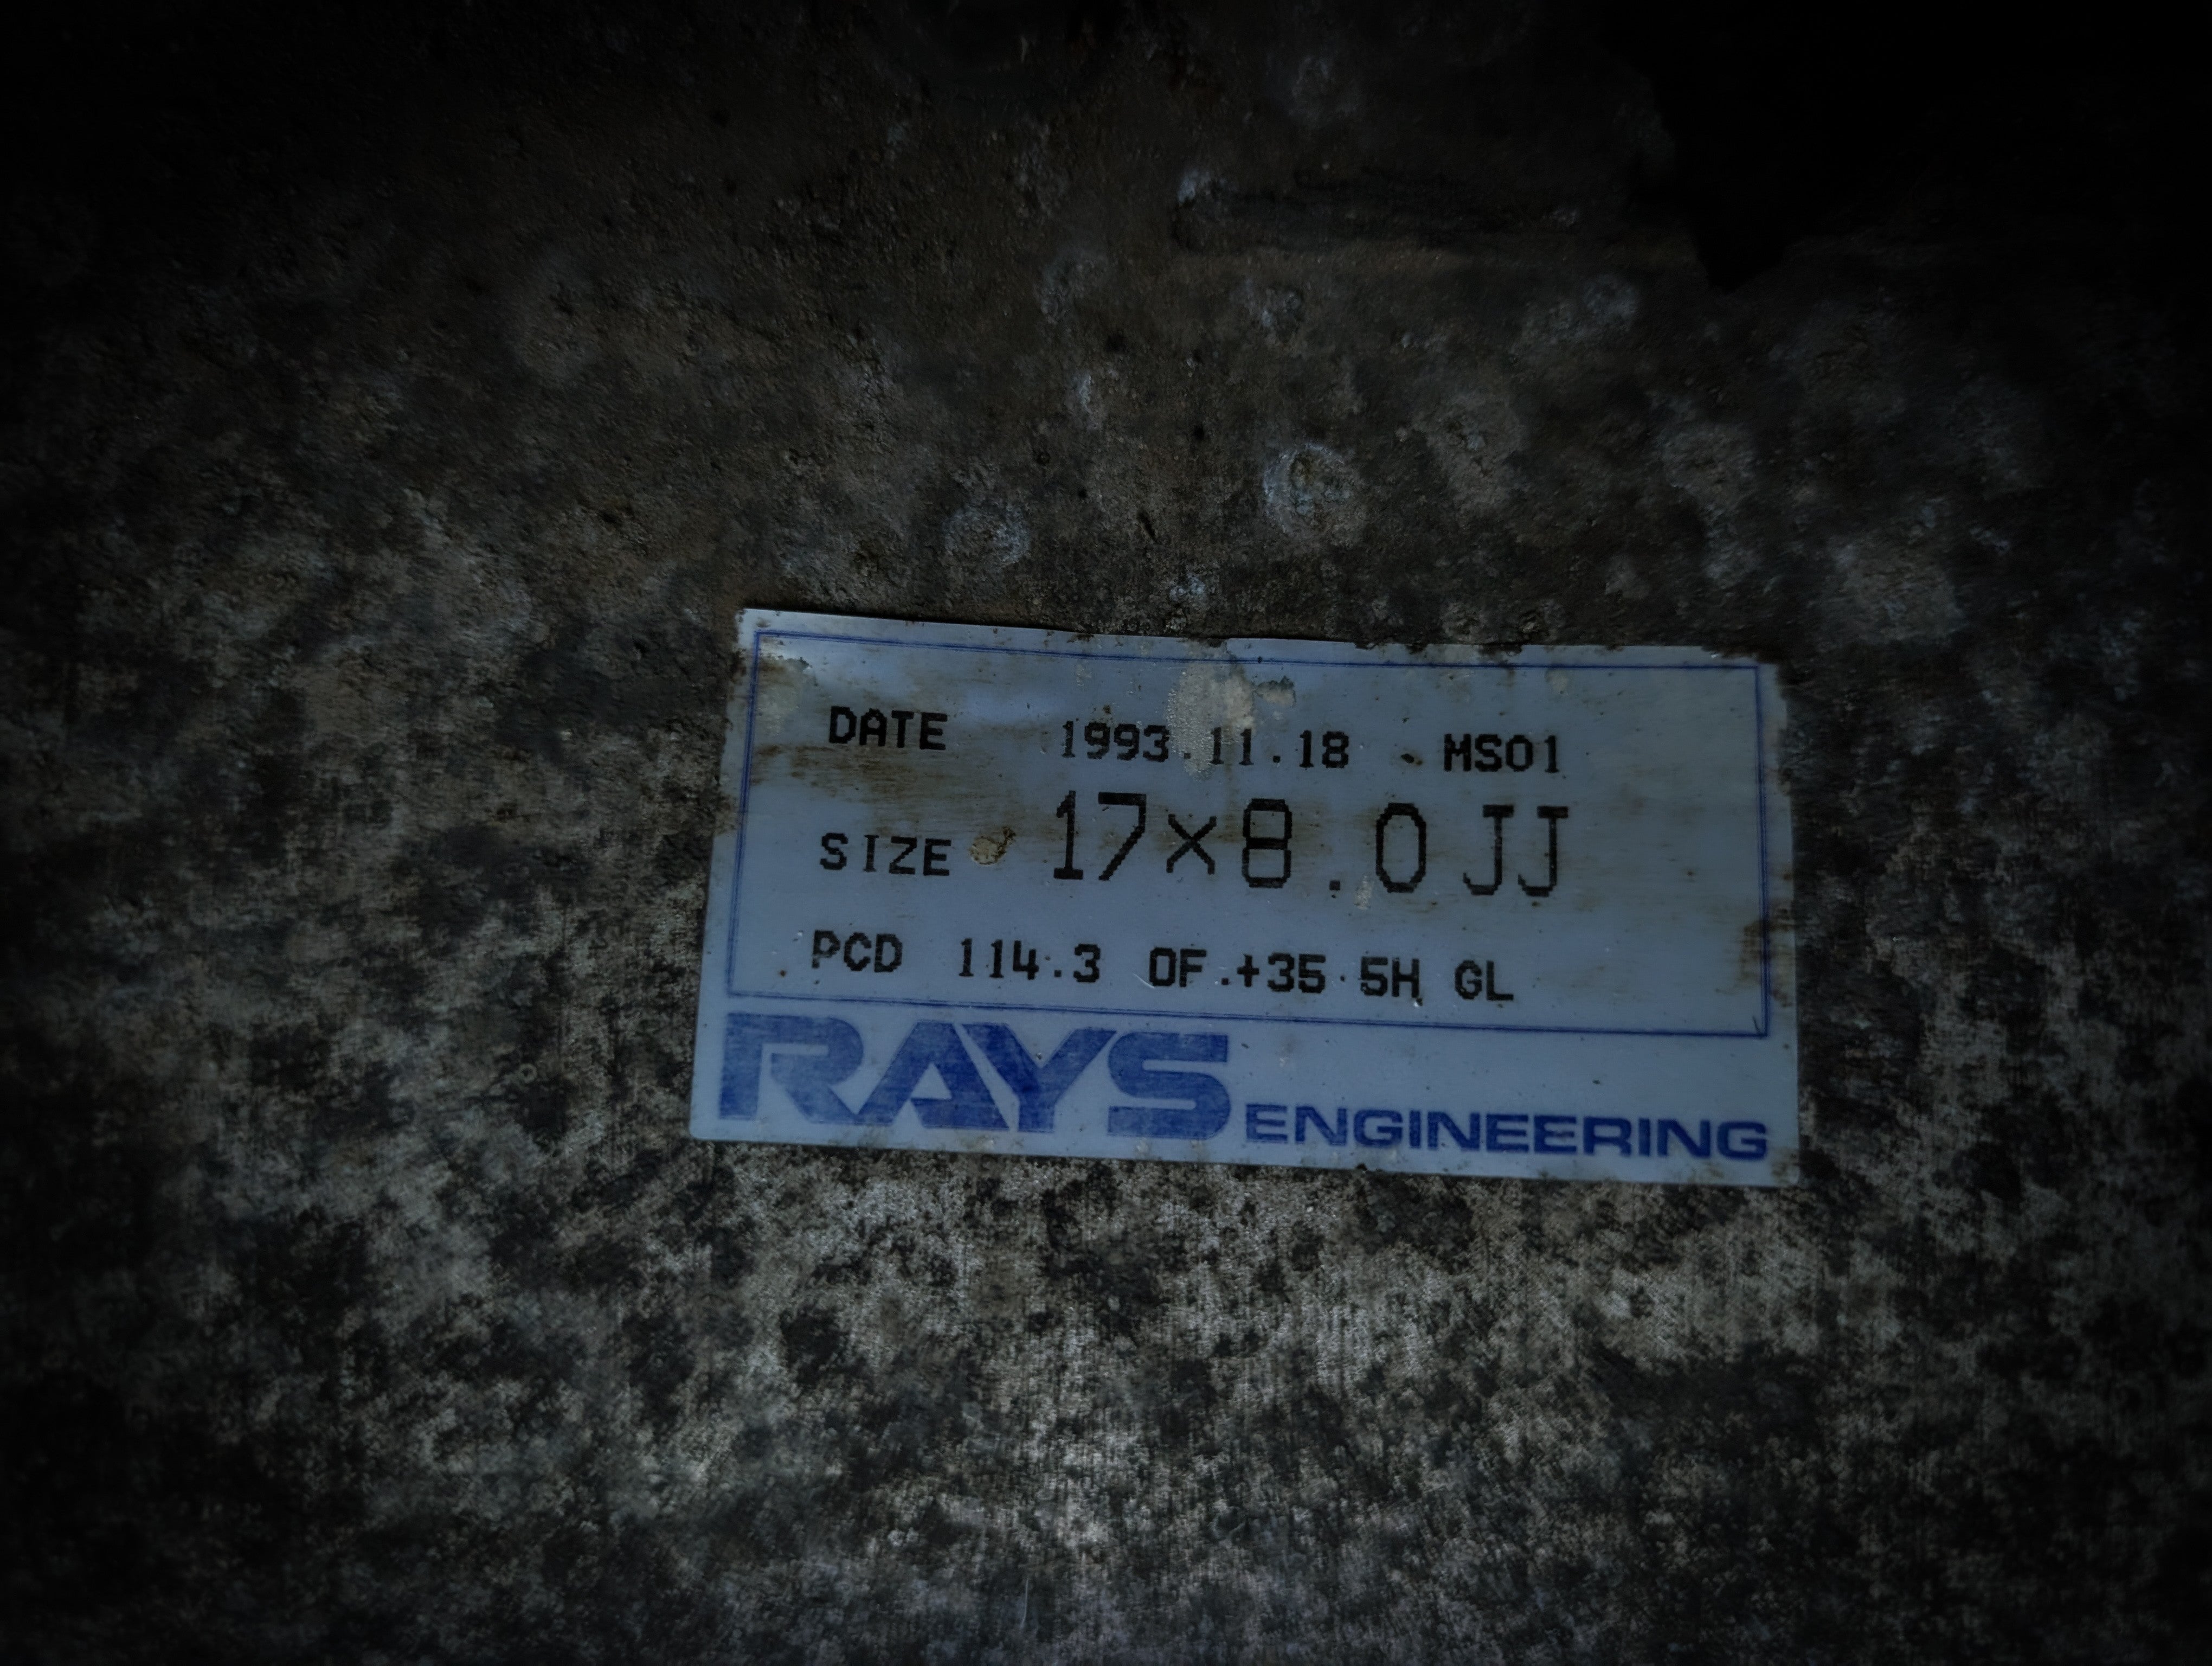 DATE 1993.11.18 MS01
SIZE 17×8.0JJ
PCD 114.3 OF.+35 5H GL
RAYS ENGINEERING